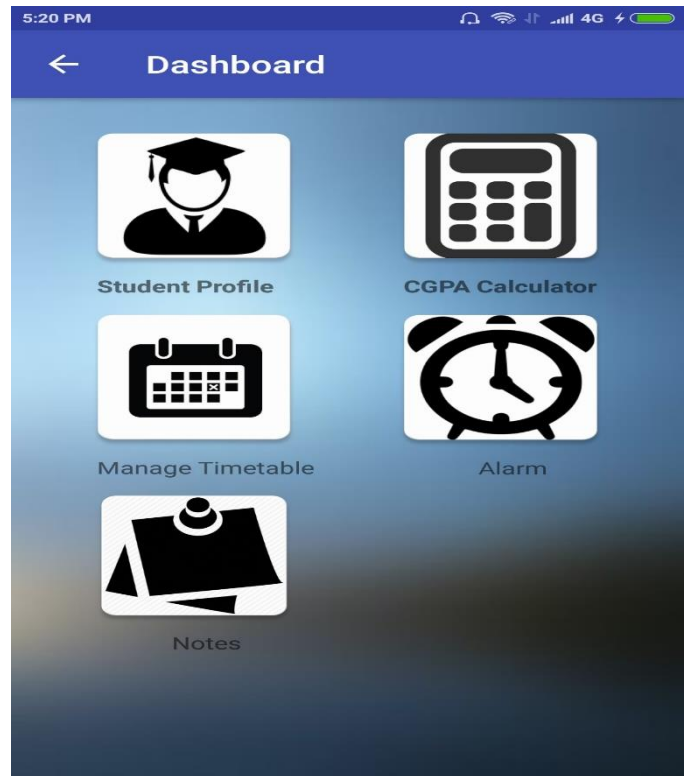 5:20 PM 4G
Dashboard
Student Profile CGPA Calculator
Manage Timetable Alarm
Notes